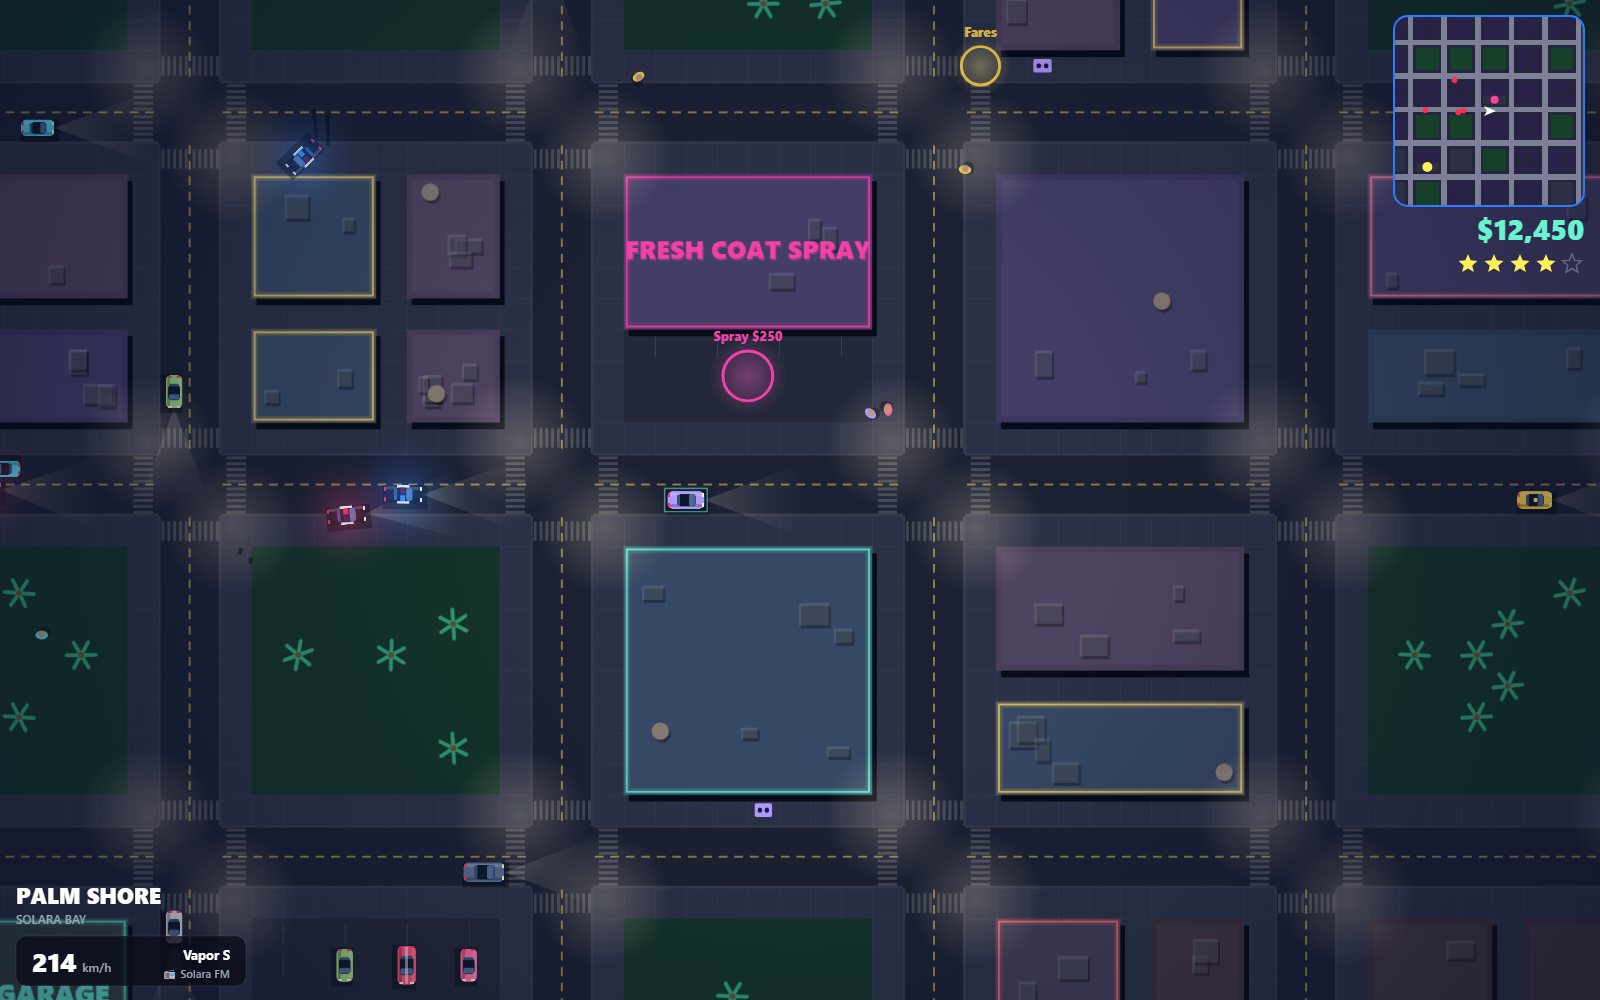 Fares
$12,450
FRESH COAT SPRAY
Spray $250
PALM SHORE
SOLARA BAY
214 km/h
Vapor S
Solara FM
GARAGE